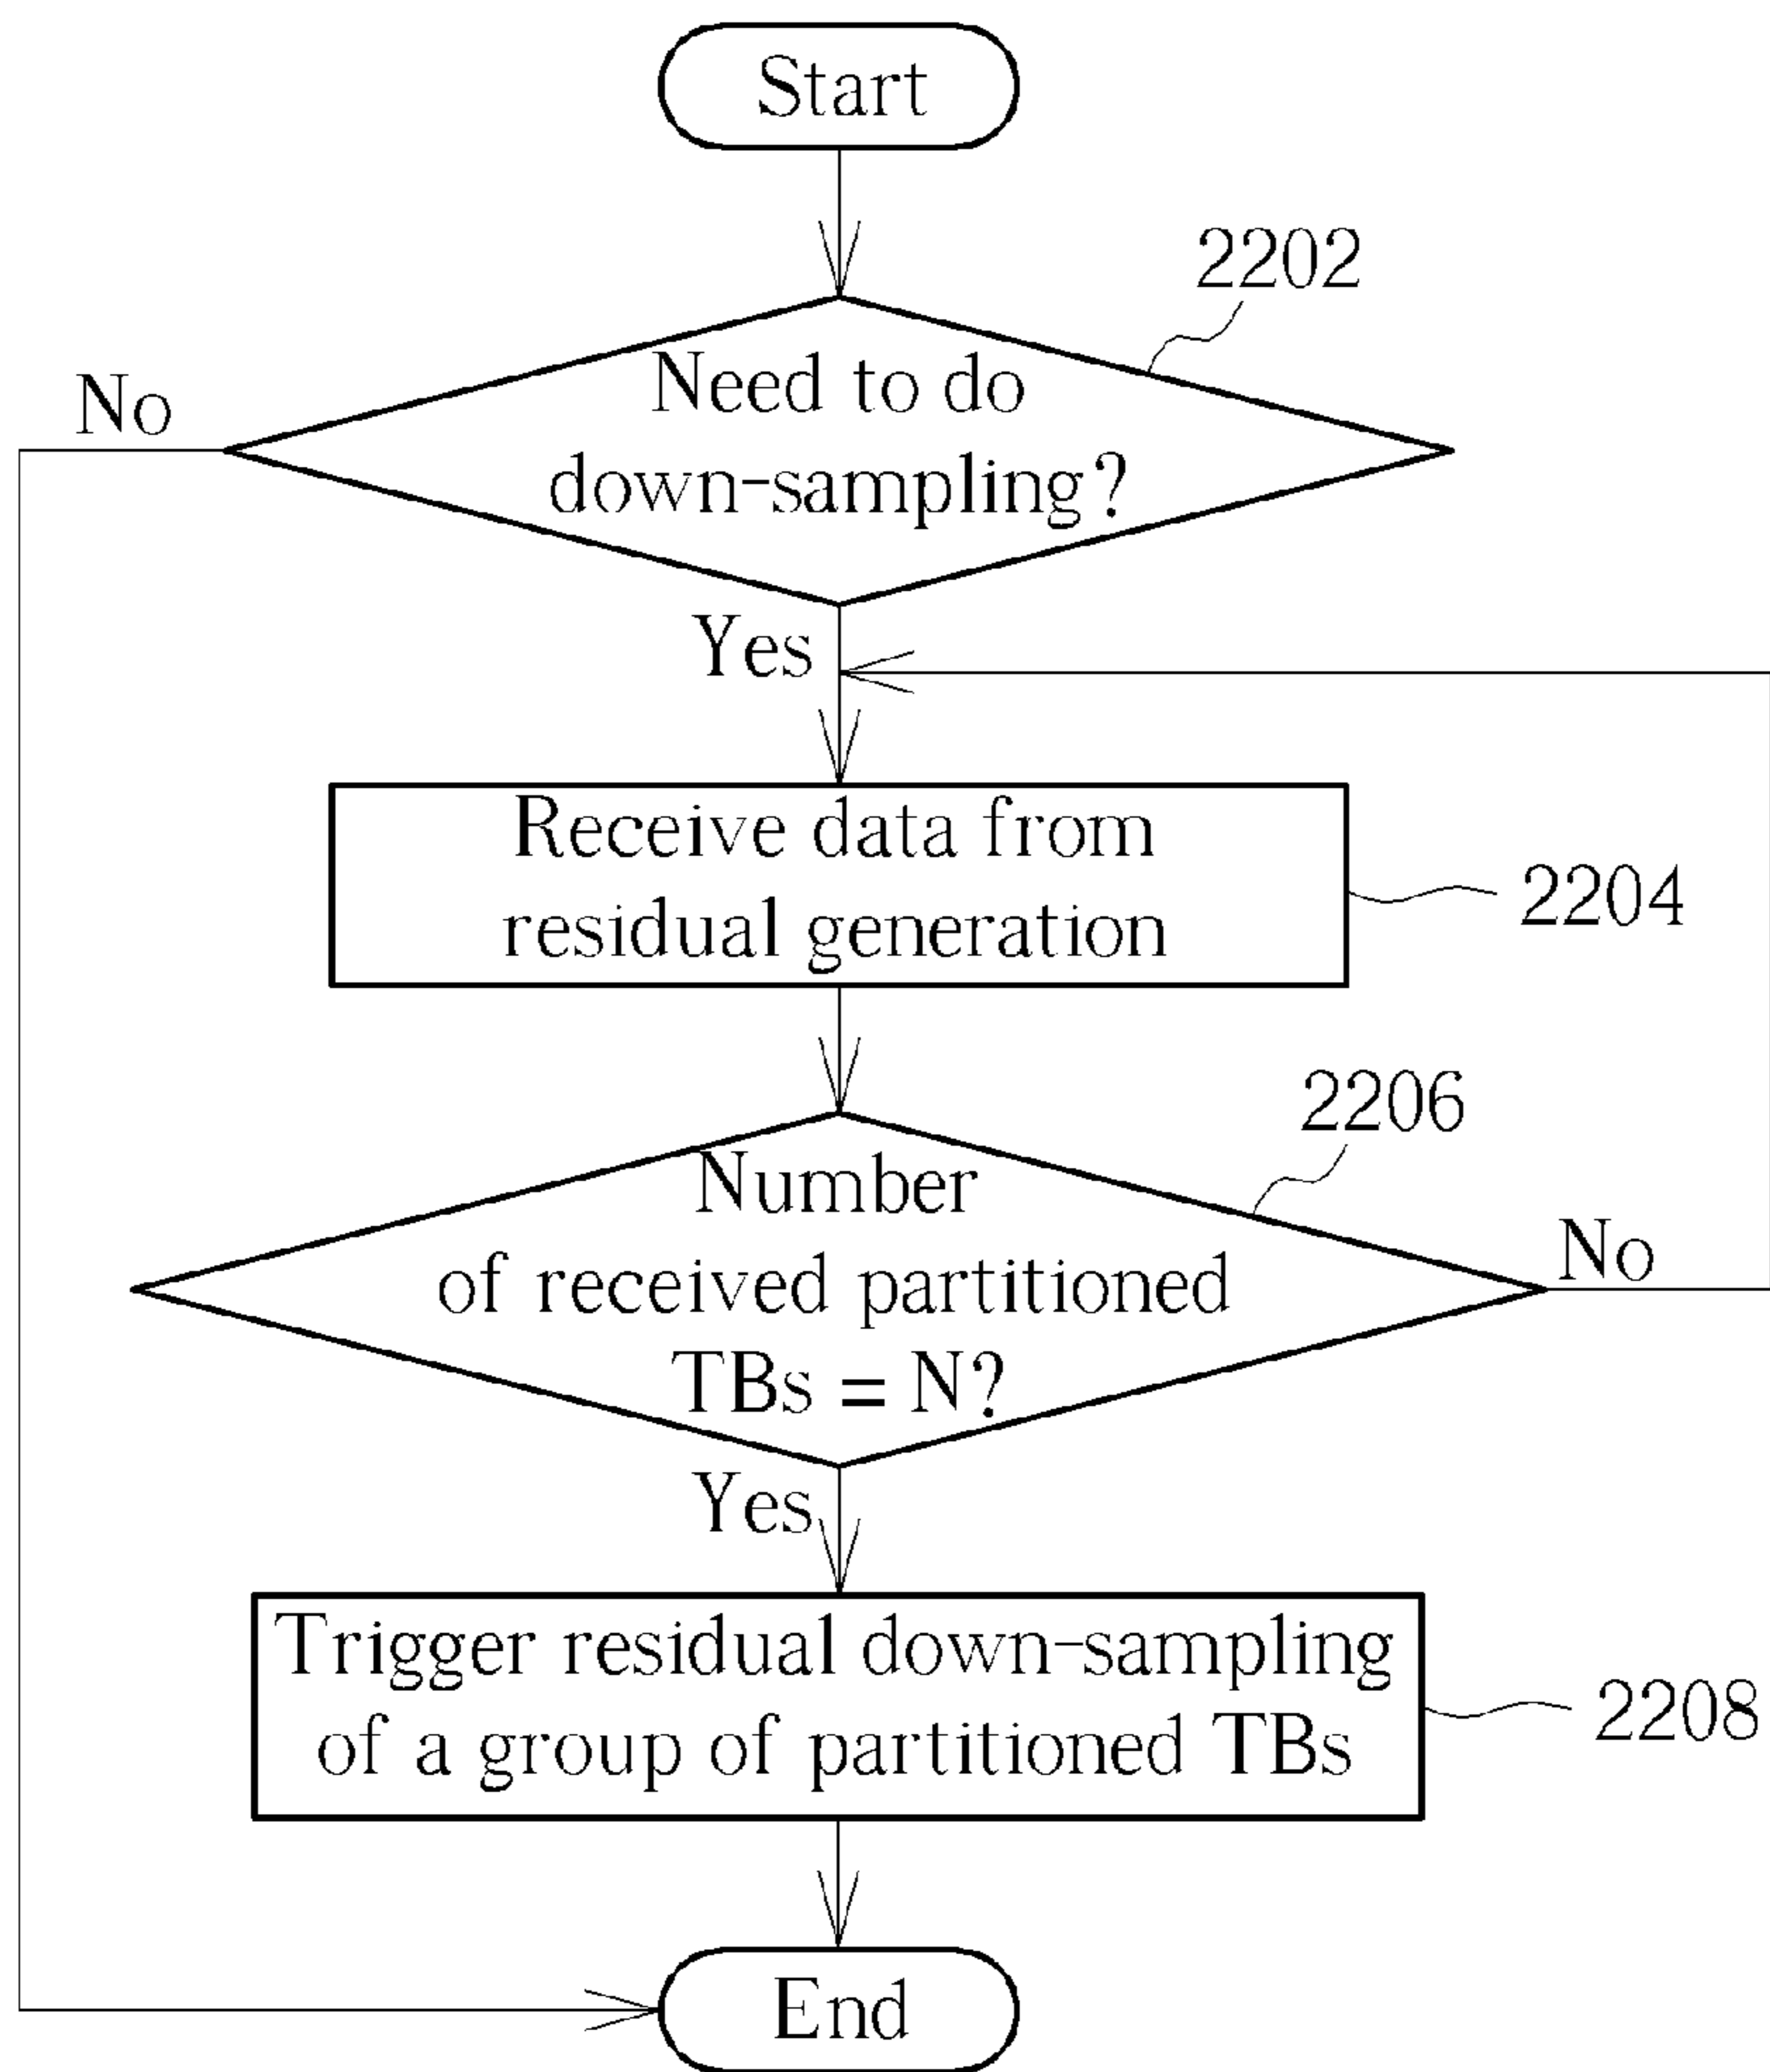 Start
2202
Need to do
down-sampling?
No
Yes
Receive data from
residual generation
2204
2206
Number
of received partitioned
TBs = N?
No
Yes
Trigger residual down-sampling
of a group of partitioned TBs
2208
End